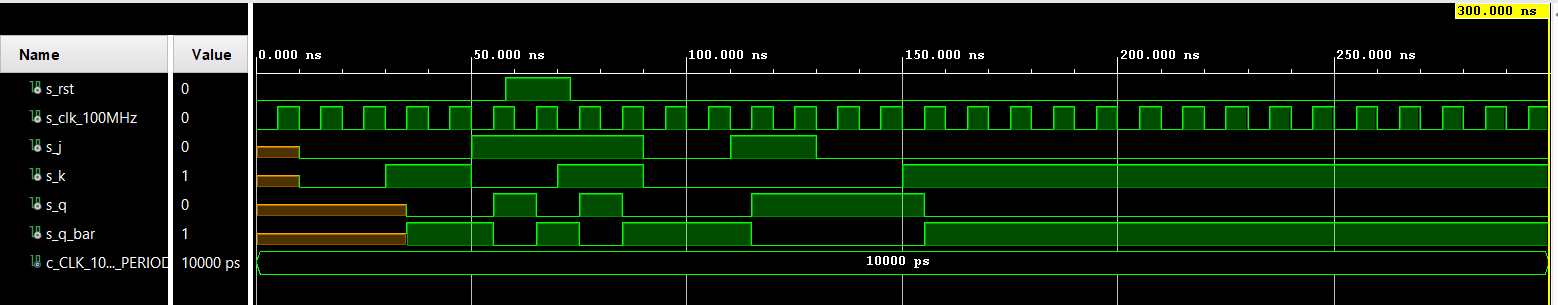 300.000 ns
Name Value
0.000 ns 50.000 ns 100.000 ns 150.000 ns 200.000 ns 250.000 ns
s_rst 0
s_clk_100MHz 0
s_j 0
s_k 1
s_q 0
s_q_bar 1
c_CLK_10..._PERIOD 10000 ps 10000 ps